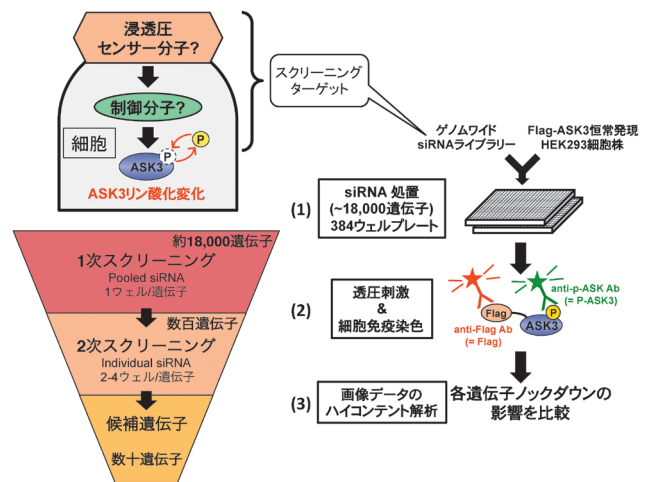 浸透圧
センサー分子?
制御分子?
細胞
P
P
ASK3
ASK3リン酸化変化
スクリーニング
ターゲット
ゲノムワイド
siRNAライブラリー
Flag-ASK3恒常発現
HEK293細胞株
(1)
siRNA 処置
(~18,000遺伝子)
384ウェルプレート
(2)
透圧刺激
&
細胞免疫染色
anti-p-ASK Ab
(= P-ASK3)
Flag
P
ASK3
anti-Flag Ab
(= Flag)
(3)
画像データの
ハイコンテント解析
各遺伝子ノックダウンの
影響を比較
約18,000遺伝子
1次スクリーニング
Pooled siRNA
1ウェル/遺伝子
数百遺伝子
2次スクリーニング
Individual siRNA
2-4ウェル/遺伝子
候補遺伝子
数十遺伝子